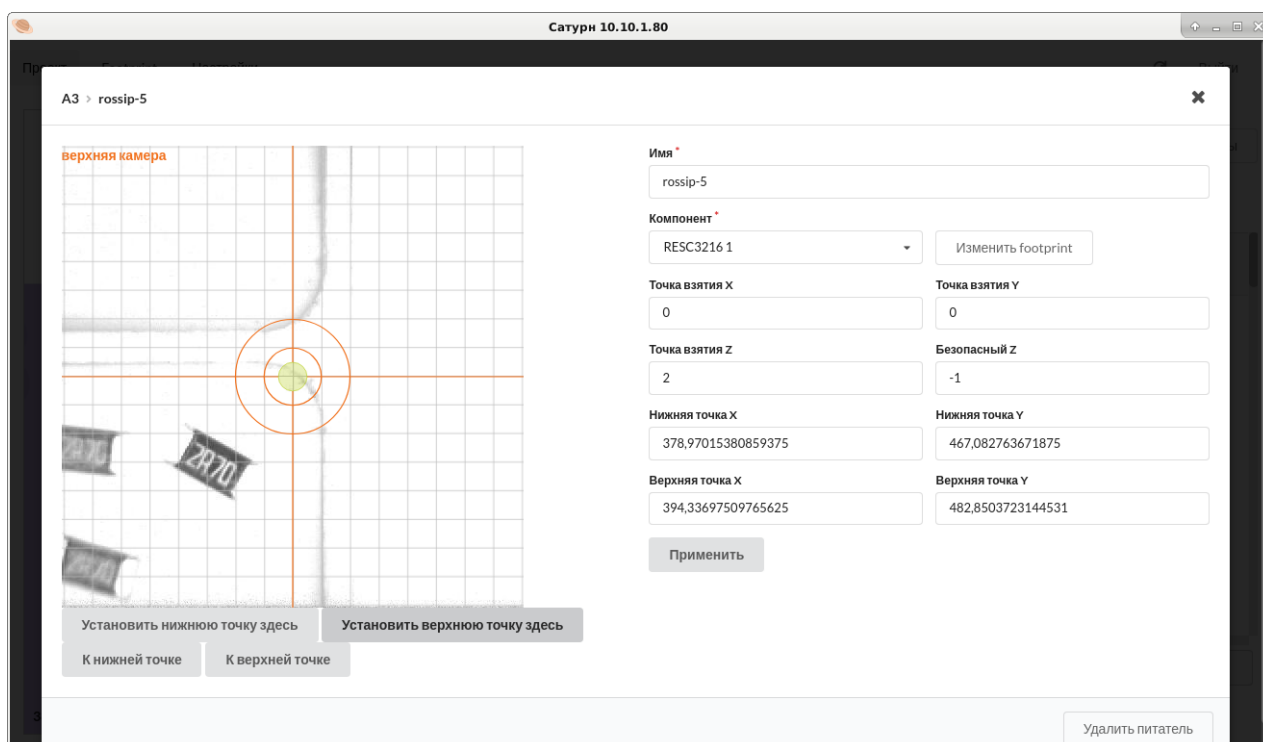 Сатурн 10.10.1.80
A3 > rossip-5
верхняя камера
2R70
2R70
2R70
Установить нижнюю точку здесь
Установить верхнюю точку здесь
К нижней точке
К верхней точке
Имя *
rossip-5
Компонент *
RESC3216 1
Изменить footprint
Точка взятия X
Точка взятия Y
0
0
Точка взятия Z
Безопасный Z
2
-1
Нижняя точка X
Нижняя точка Y
378,97015380859375
467,082763671875
Верхняя точка X
Верхняя точка Y
394,33697509765625
482,8503723144531
Применить
Удалить питатель